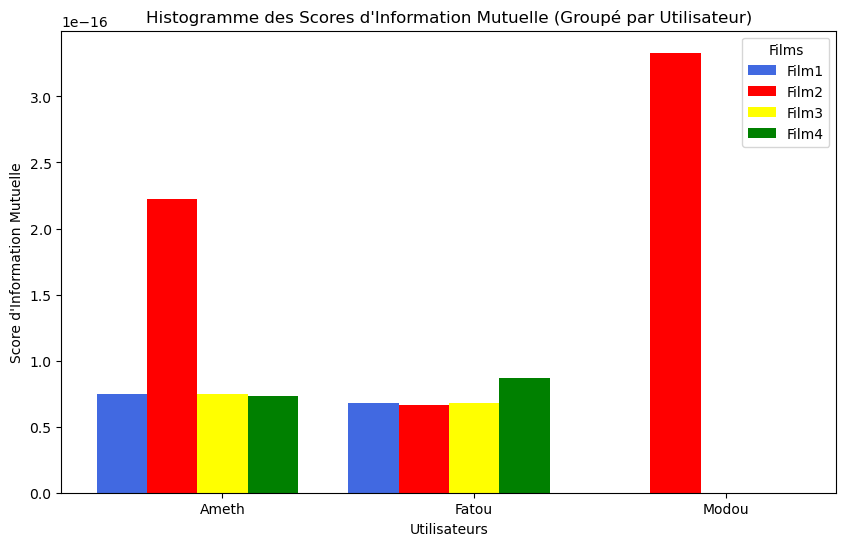 Histogramme des Scores d'Information Mutuelle (Groupé par Utilisateur)
1e−16
Films
Film1
Film2
Film3
Film4
3.0
2.5
2.0
1.5
1.0
0.5
0.0
Score d'Information Mutuelle
Ameth
Fatou
Modou
Utilisateurs